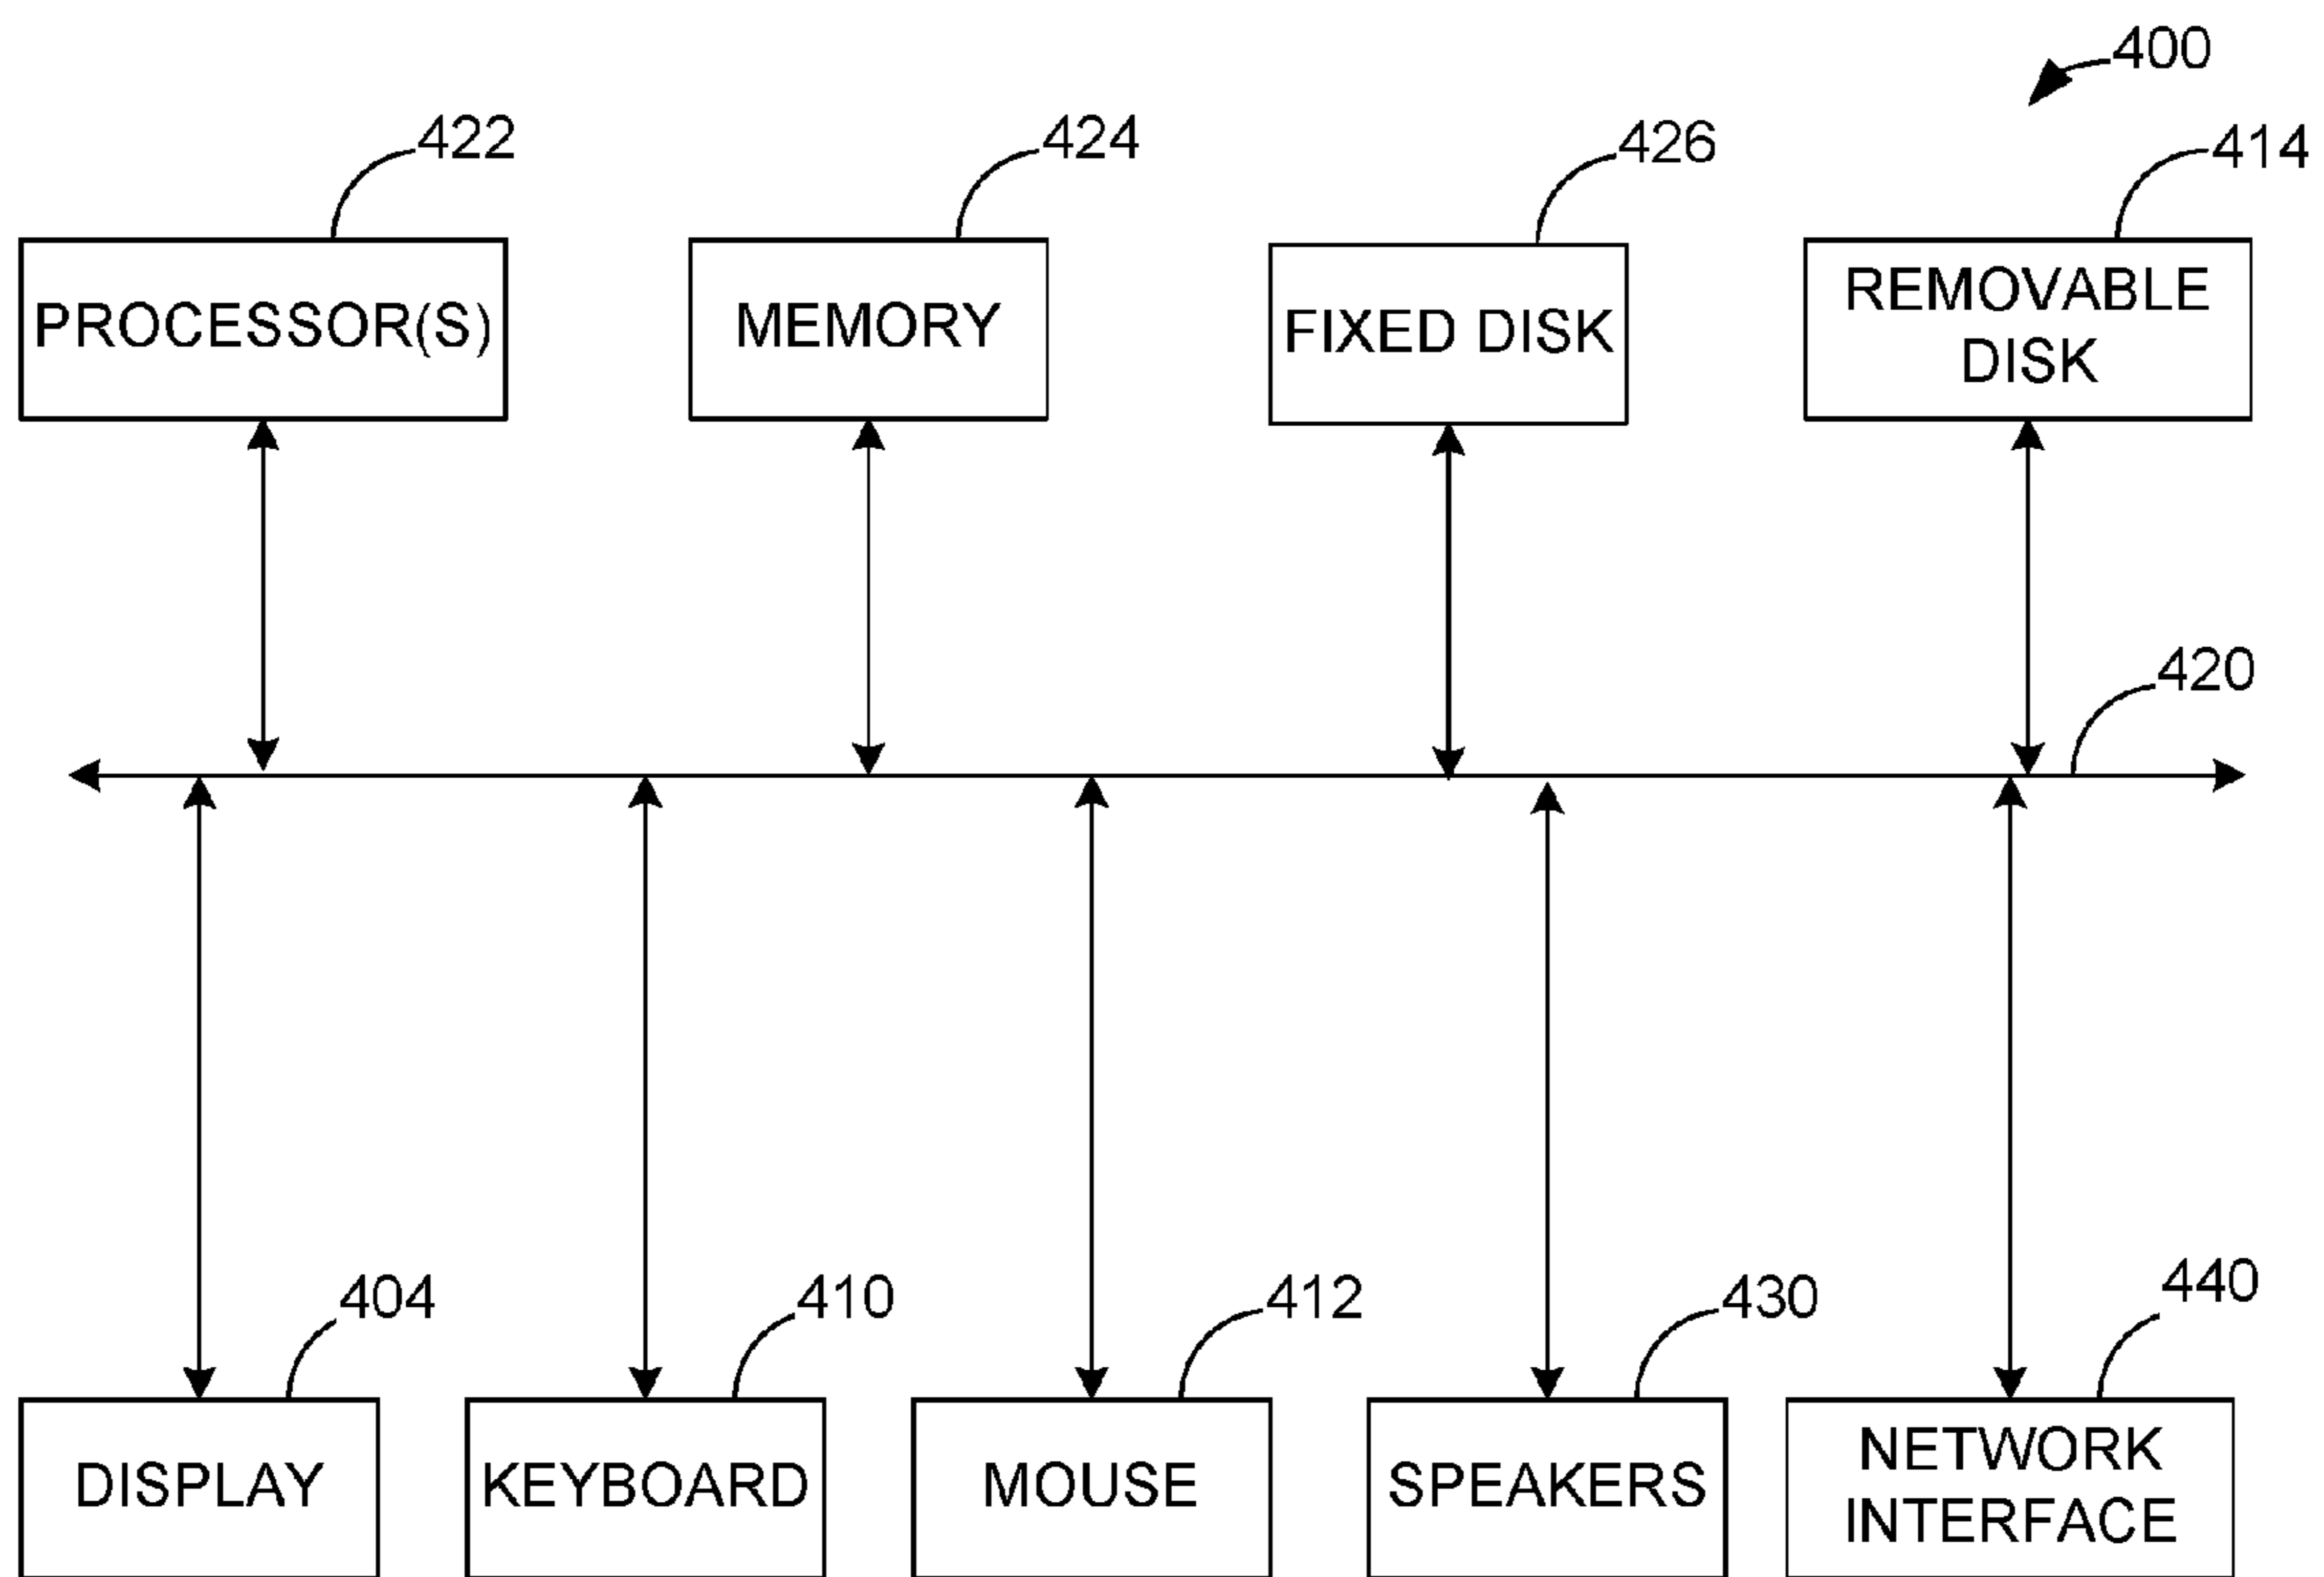 400
422
424
426
414
PROCESSOR(S)
MEMORY
FIXED DISK
REMOVABLE
DISK
420
404
410
412
430
440
DISPLAY
KEYBOARD
MOUSE
SPEAKERS
NETWORK
INTERFACE